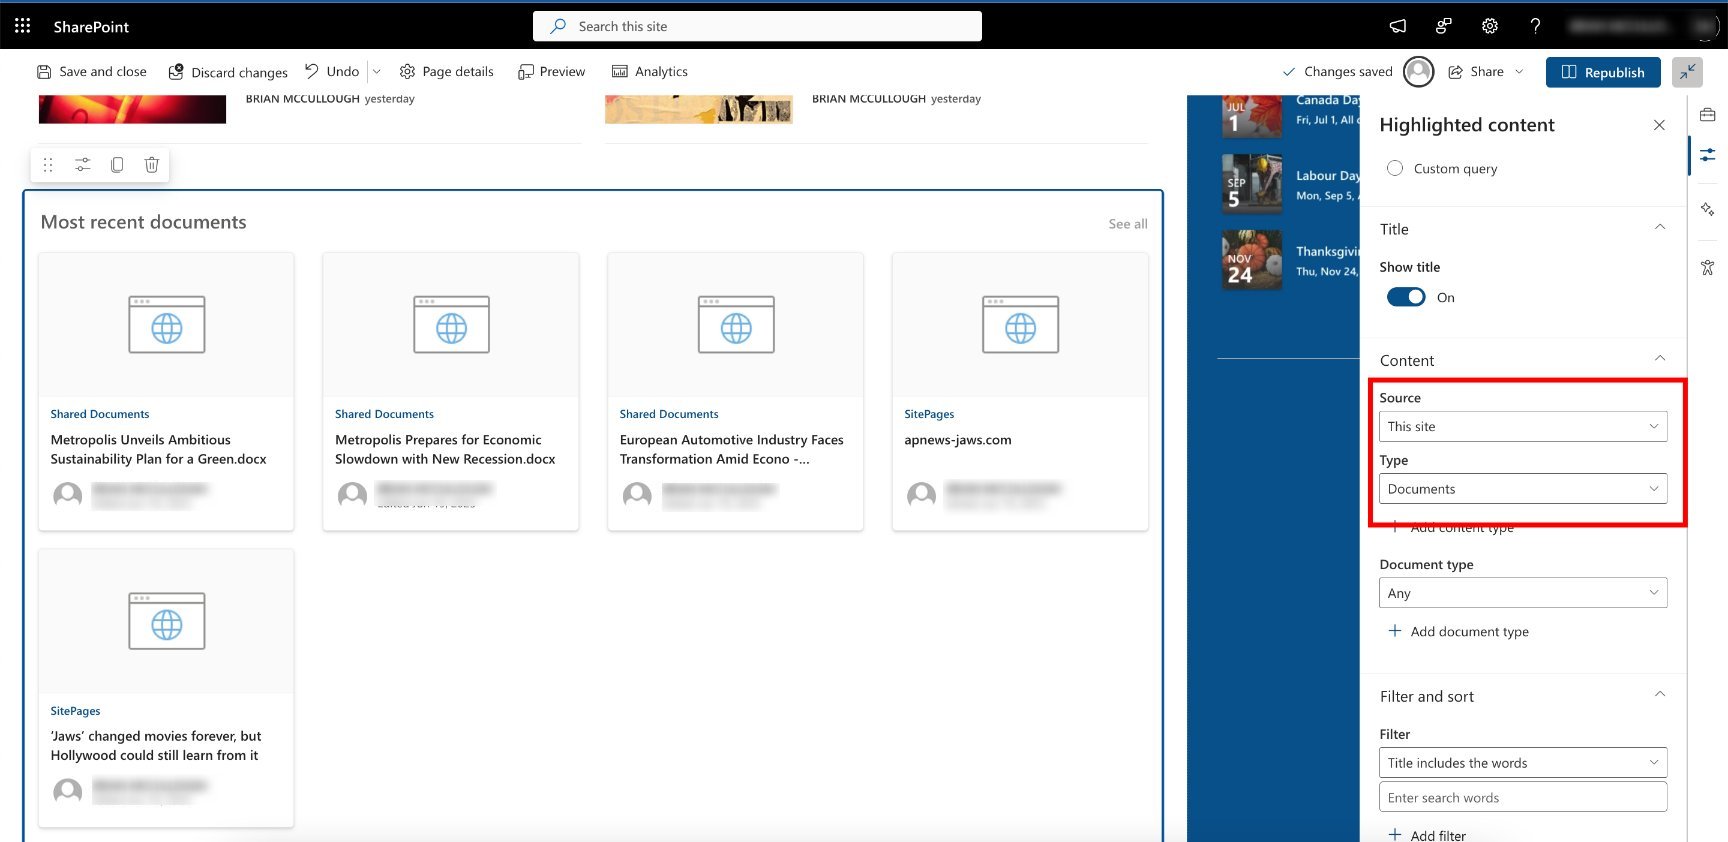 SharePoint
Search this site
Save and close
Discard changes
Undo
Page details
Preview
Analytics
Changes saved
Share
Republish
BRIAN MCCULLOUGH yesterday
BRIAN MCCULLOUGH yesterday
Most recent documents
See all
Shared Documents
Metropolis Unveils Ambitious
Sustainability Plan for a Green.docx
Shared Documents
Metropolis Prepares for Economic
Slowdown with New Recession.docx
Shared Documents
European Automotive Industry Faces
Transformation Amid Econo -...
SitePages
apnews-jaws.com
SitePages
‘Jaws’ changed movies forever, but
Hollywood could still learn from it
JUL
1
Canada Day
Fri, Jul 1, All
SEP
5
Labour Day
Mon, Sep 5,
NOV
24
Thanksgivi
Thu, Nov 24,
Highlighted content
Custom query
Title
Show title
On
Content
Source
This site
Type
Documents
Add content type
Document type
Any
Add document type
Filter and sort
Filter
Title includes the words
Enter search words
Add filter